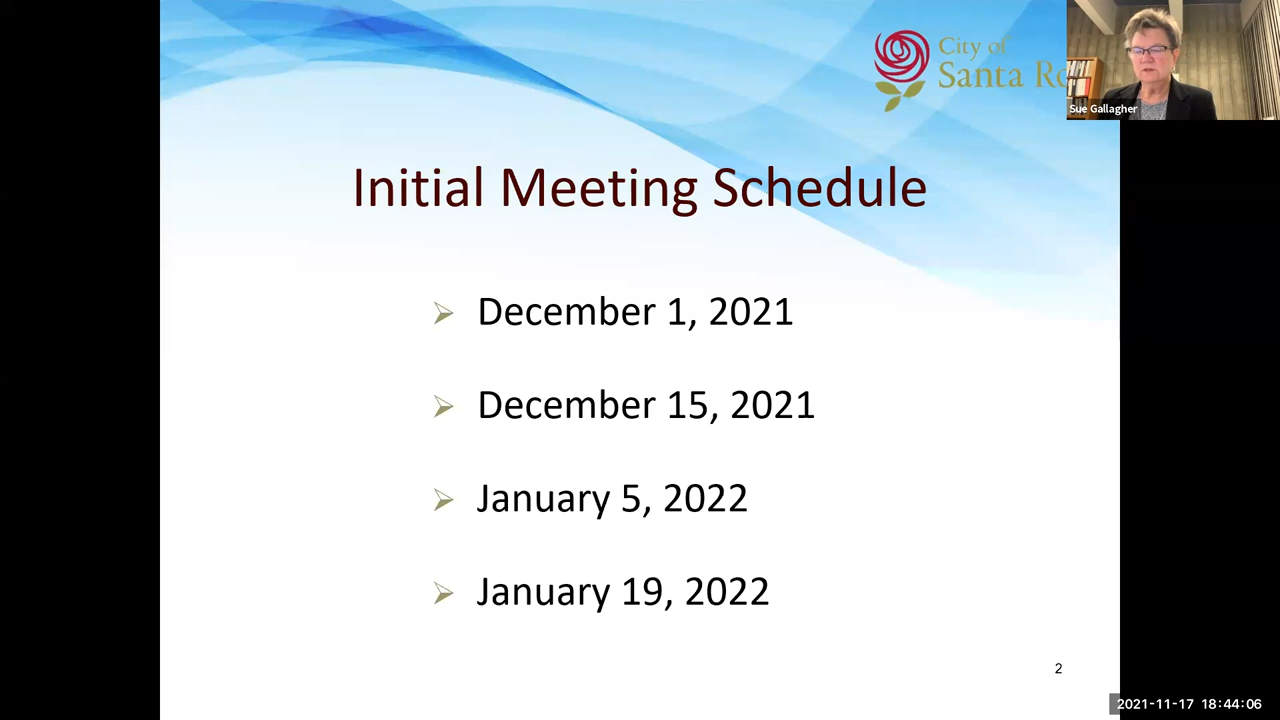 City of
Santa Ro
Sue Gallagher
Initial Meeting Schedule
➢ December 1, 2021
➢ December 15, 2021
➢ January 5, 2022
➢ January 19, 2022
2
2021-11-17 18:44:06